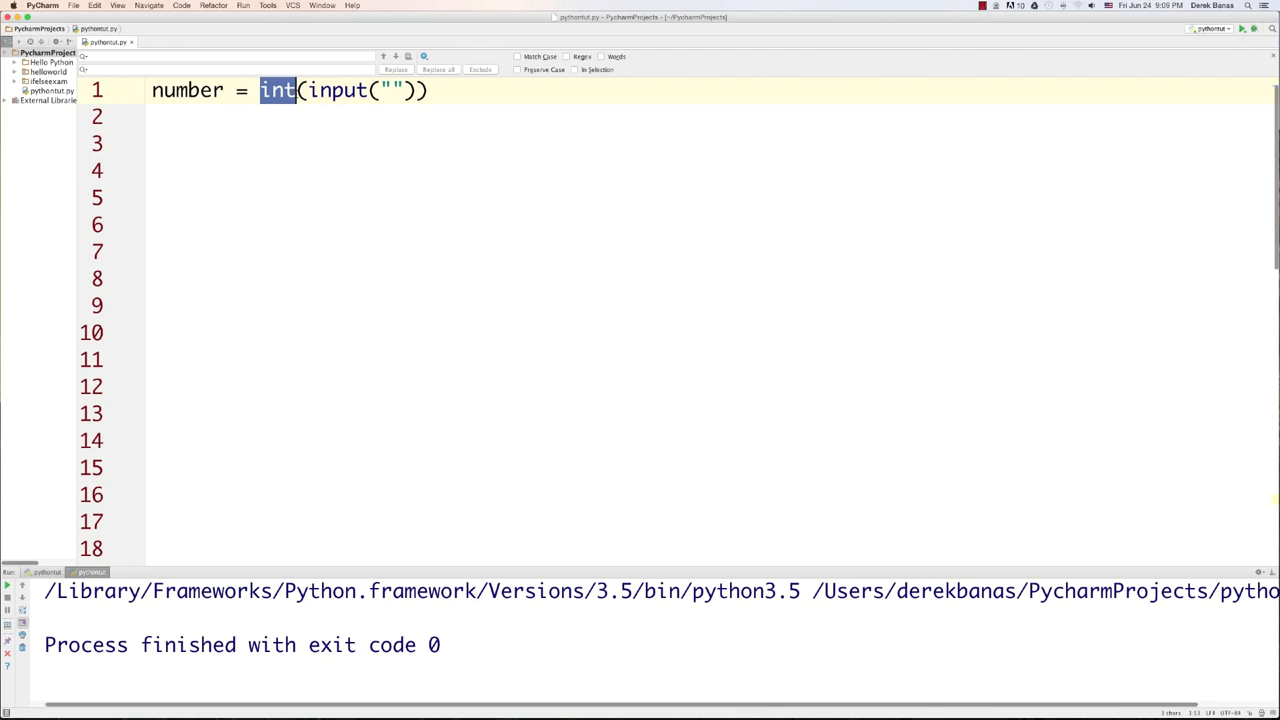 PyCharm File Edit View Navigate Code Refactor Run Tools VCS Window Help 10 Fri Jun 24 9:09 PM Derek Banas
pythontut.py - PycharmProjects - [~/PycharmProjects]
PycharmProjects pythontut.py pythontut
pythontut.py
PycharmProject
Match Case Regex Words
Hello Python
Replace Replace all Exclude Preserve Case In Selection
helloworld
ifelseexam
pythontut.py
External Librarie
1 number = int(input(""))
2
3
4
5
6
7
8
9
10
11
12
13
14
15
16
17
18
Run: pythontut pythontut
/Library/Frameworks/Python.framework/Versions/3.5/bin/python3.5 /Users/derekbanas/PycharmProjects/pytho
Process finished with exit code 0
3 chars 1:13 LF UTF-8